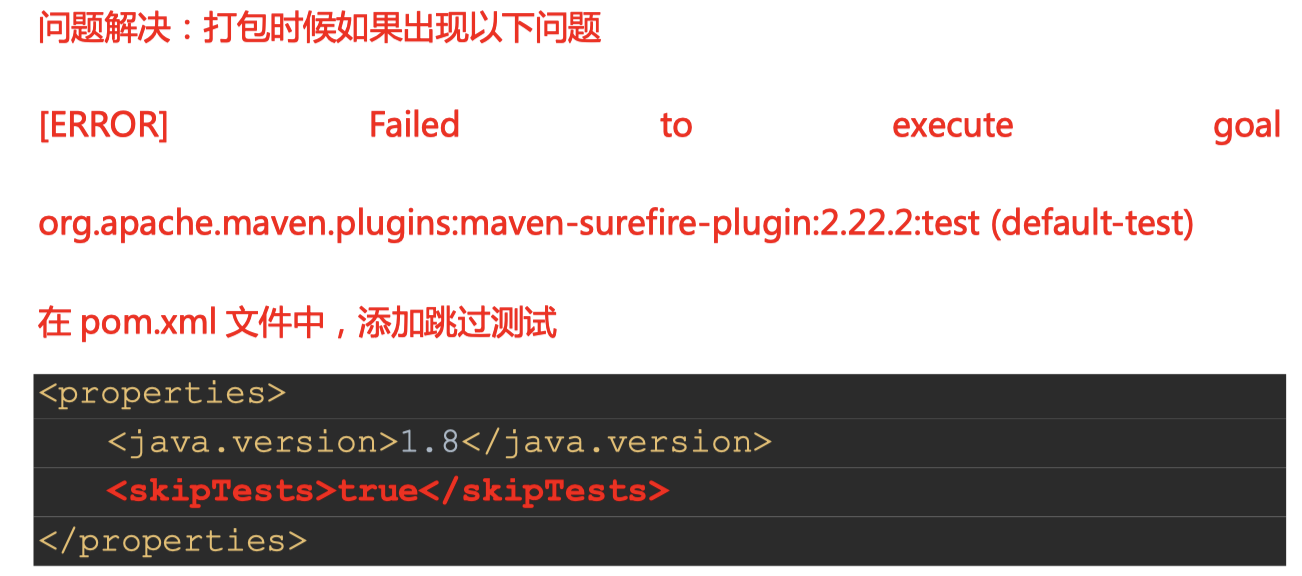 问题解决：打包时候如果出现以下问题
[ERROR] Failed to execute goal
org.apache.maven.plugins:maven-surefire-plugin:2.22.2:test (default-test)
在 pom.xml 文件中，添加跳过测试
<properties>
<java.version>1.8</java.version>
<skipTests>true</skipTests>
</properties>